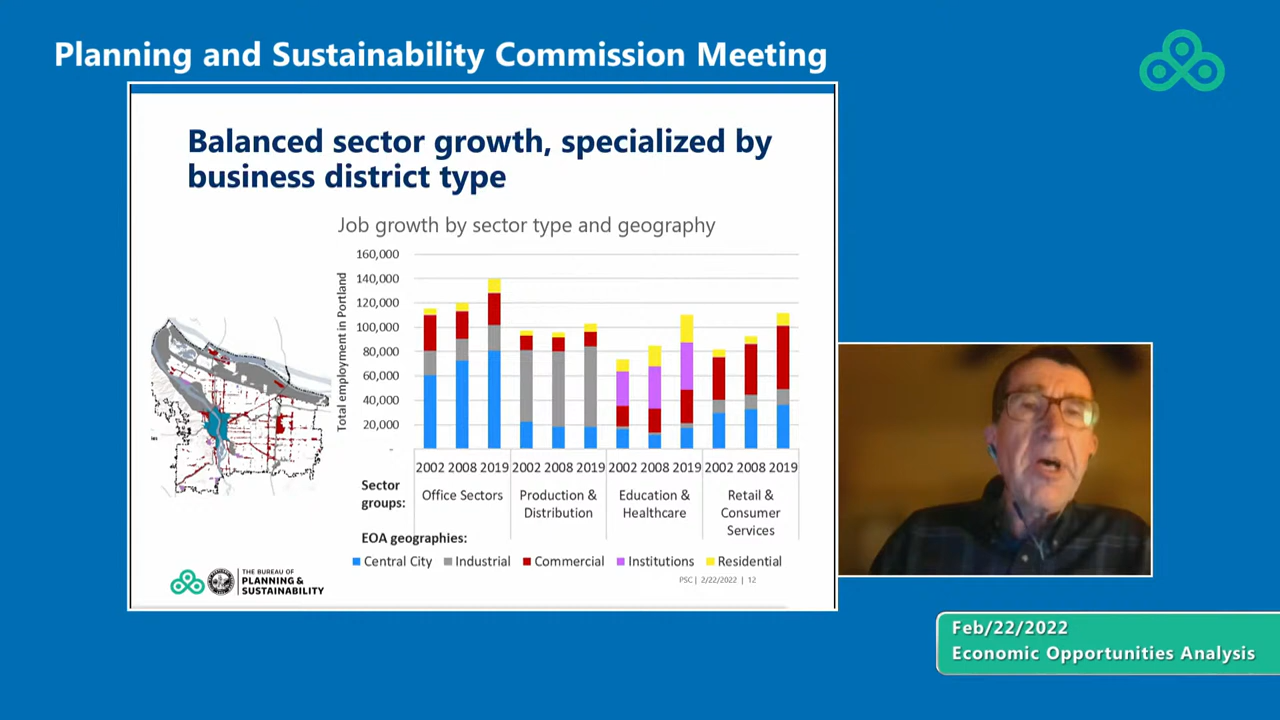 Planning and Sustainability Commission Meeting
Balanced sector growth, specialized by
business district type
Job growth by sector type and geography
Total employment in Portland
160,000
140,000
120,000
100,000
80,000
60,000
40,000
20,000
-
2002 2008 2019 2002 2008 2019 2002 2008 2019 2002 2008 2019
Sector
groups:
Office Sectors
Production &
Distribution
Education &
Healthcare
Retail &
Consumer
Services
EOA geographies:
Central City Industrial Commercial Institutions Residential
THE BUREAU OF
PLANNING &
SUSTAINABILITY
PSC | 2/22/2022 | 12
Feb/22/2022
Economic Opportunities Analysis